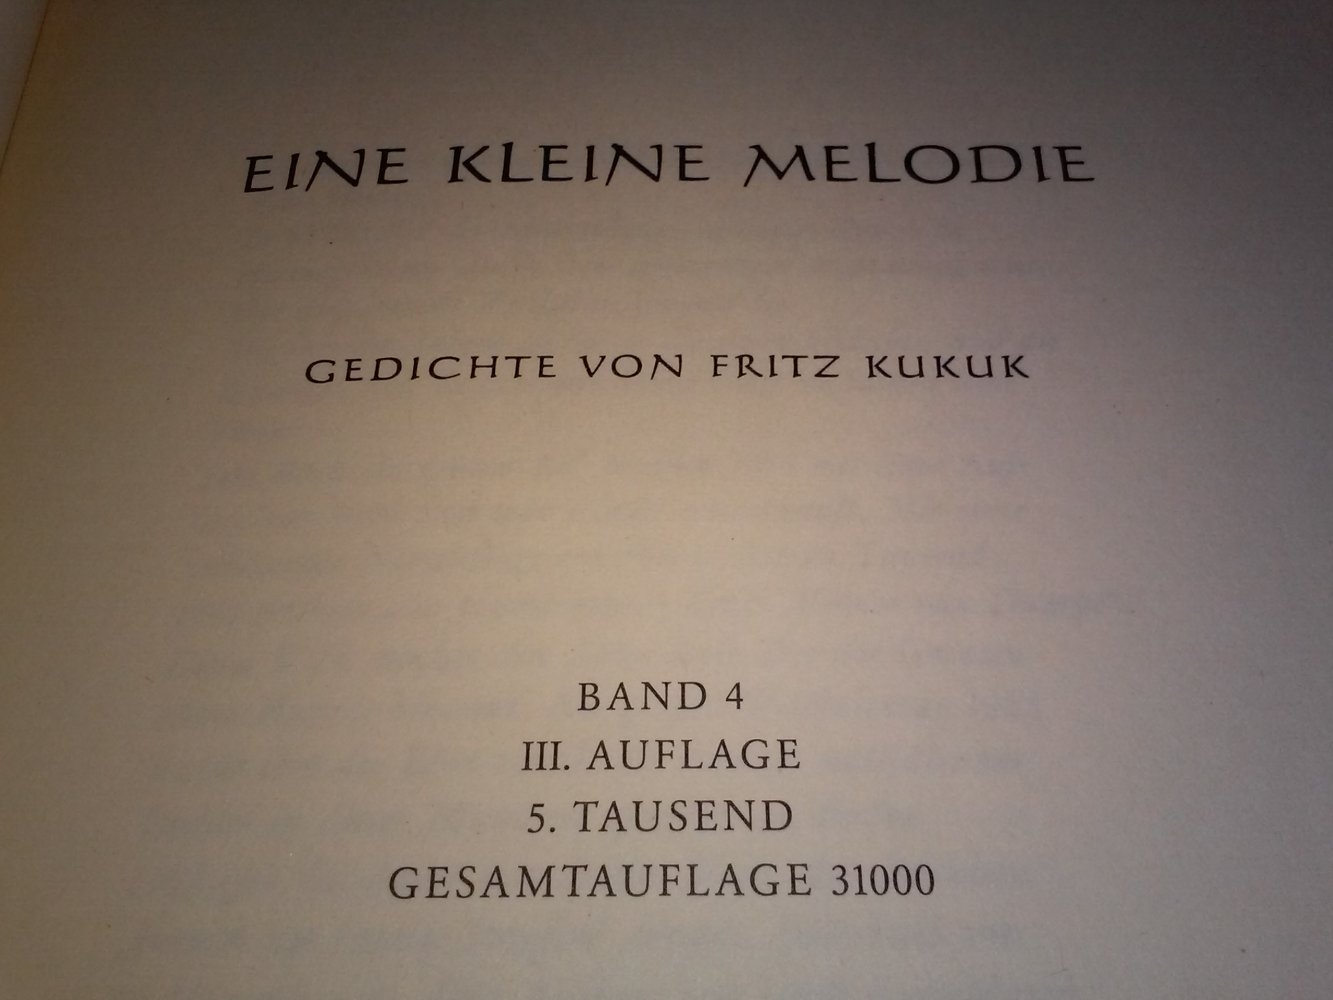 EINE KLEINE MELODIE
GEDICHTE VON FRITZ KUKUK
BAND 4
III. AUFLAGE
5. TAUSEND
GESAMTAUFLAGE 31000